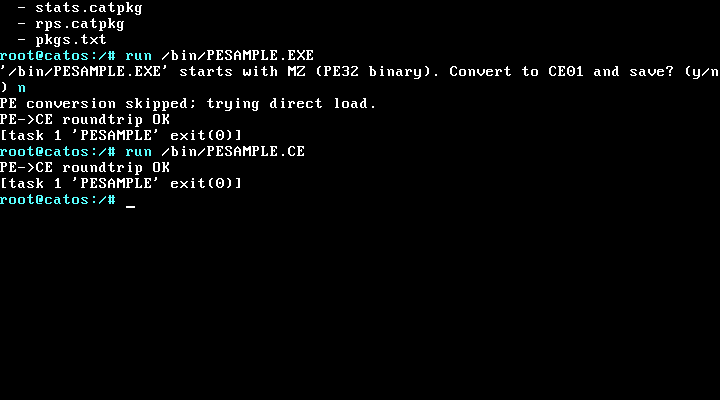 - stats.catpkg
- rps.catpkg
- pkgs.txt
root@catos:/# run /bin/PESAMPLE.EXE
'/bin/PESAMPLE.EXE' starts with MZ (PE32 binary). Convert to CE01 and save? (y/n
) n
PE conversion skipped; trying direct load.
PE->CE roundtrip OK
[task 1 'PESAMPLE' exit(0)]
root@catos:/# run /bin/PESAMPLE.CE
PE->CE roundtrip OK
[task 1 'PESAMPLE' exit(0)]
root@catos:/# _